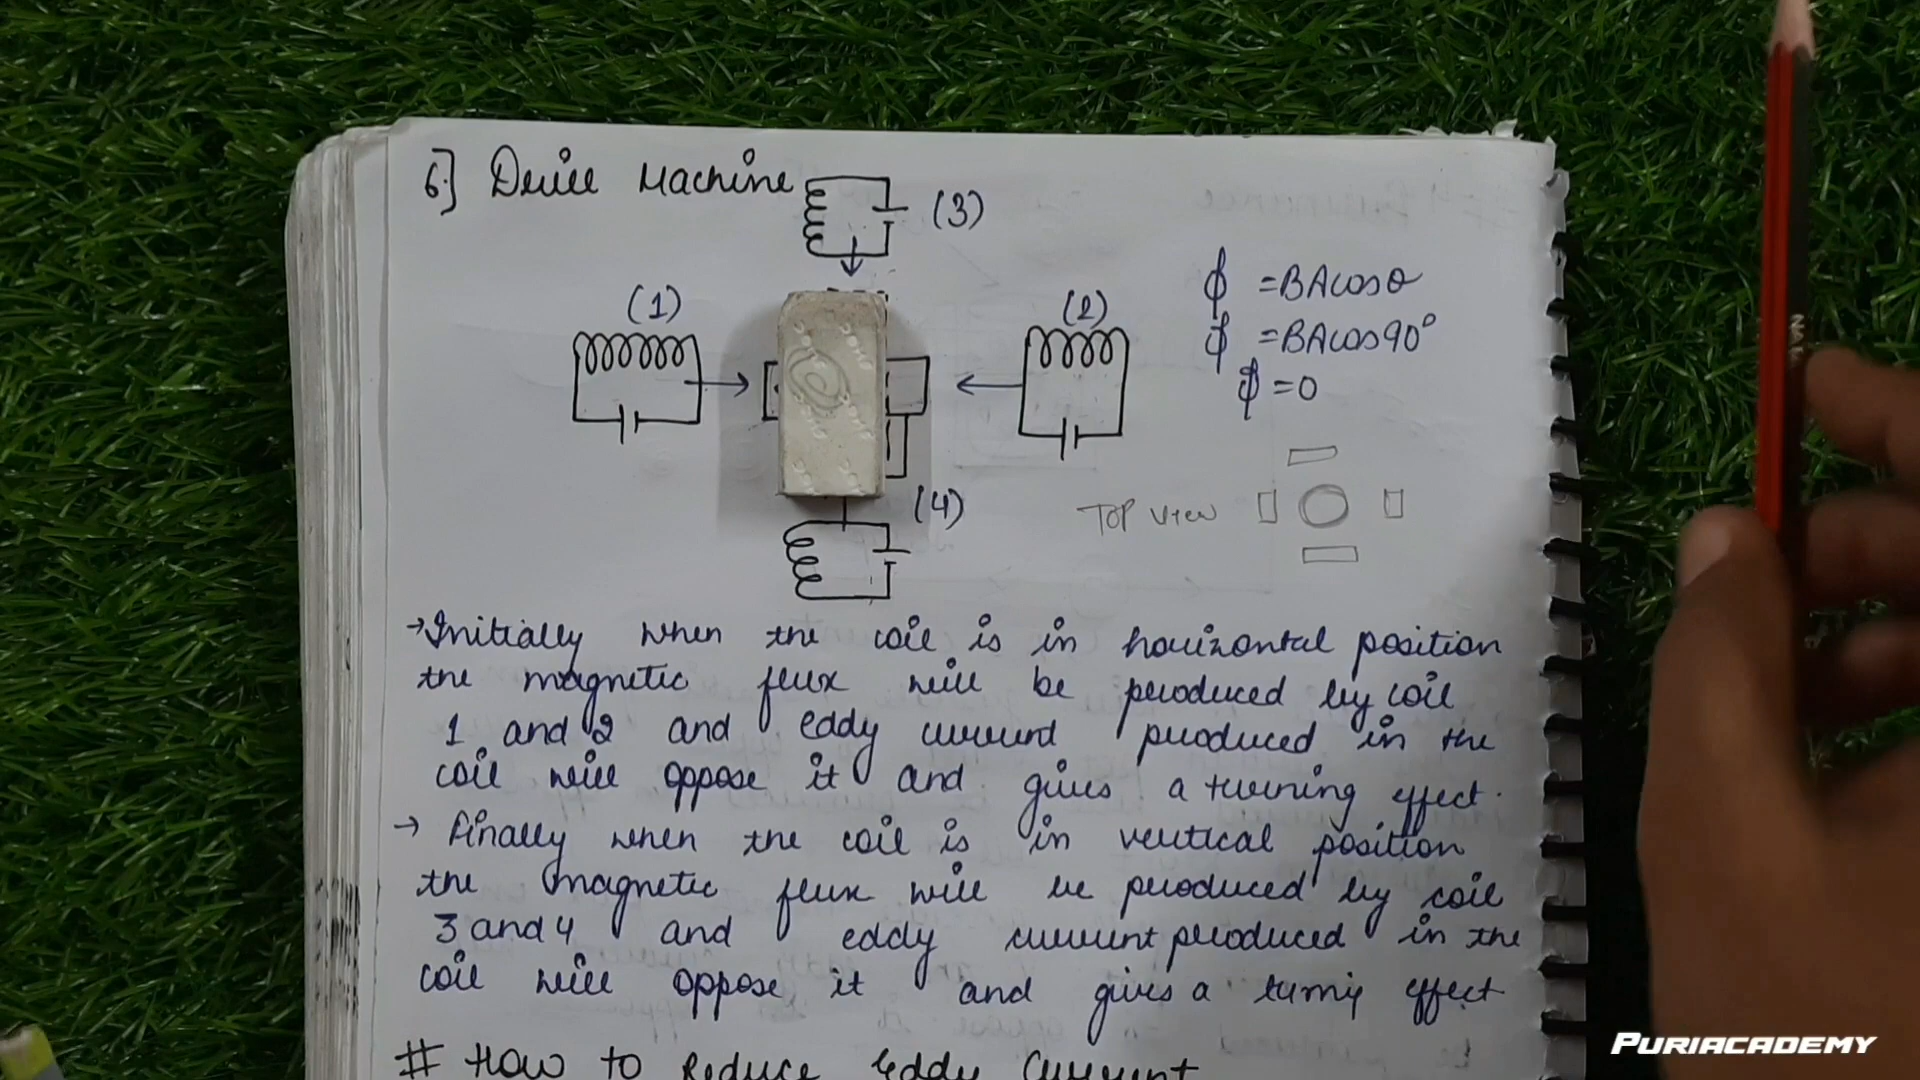 6] Drill Machine
(3)
(1)
(2)
ϕ = BAcosθ
ϕ = BAcos90°
ϕ = 0
(4)
TOP view
→Initially when the coil is in horizontal position
the magnetic flux will be produced by coil
1 and 2 and eddy current produced in the
coil will oppose it and gives a turning effect.
→ finally when the coil is in vertical position
the magnetic flux will be produced by coil
3 and 4 and eddy current produced in the
coil will oppose it and gives a turnig effect
# How to Reduce Eddy Current
PURIACADEMY